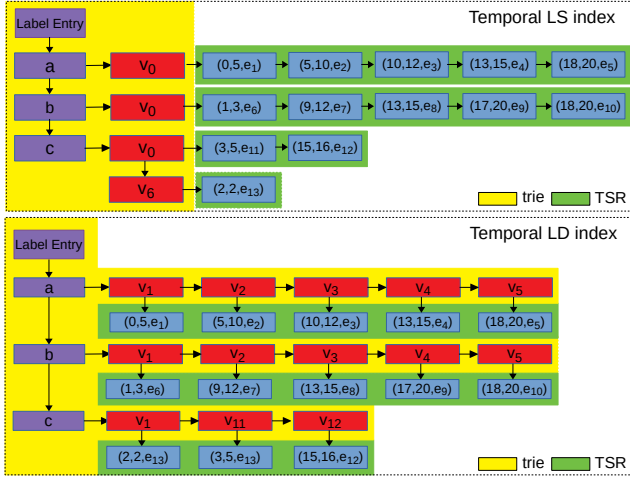 Label Entry
Temporal LS index
a v₀ (0,5,e₁) (5,10,e₂) (10,12,e₃) (13,15,e₄) (18,20,e₅)
b v₀ (1,3,e₆) (9,12,e₇) (13,15,e₈) (17,20,e₉) (18,20,e₁₀)
c v₀ (3,5,e₁₁) (15,16,e₁₂)
v₆ (2,2,e₁₃)
trie TSR
Temporal LD index
Label Entry
a v₁ v₂ v₃ v₄ v₅
(0,5,e₁) (5,10,e₂) (10,12,e₃) (13,15,e₄) (18,20,e₅)
b v₁ v₂ v₃ v₄ v₅
(1,3,e₆) (9,12,e₇) (13,15,e₈) (17,20,e₉) (18,20,e₁₀)
c v₁ v₁₁ v₁₂
(2,2,e₁₃) (3,5,e₁₃) (15,16,e₁₂)
trie TSR